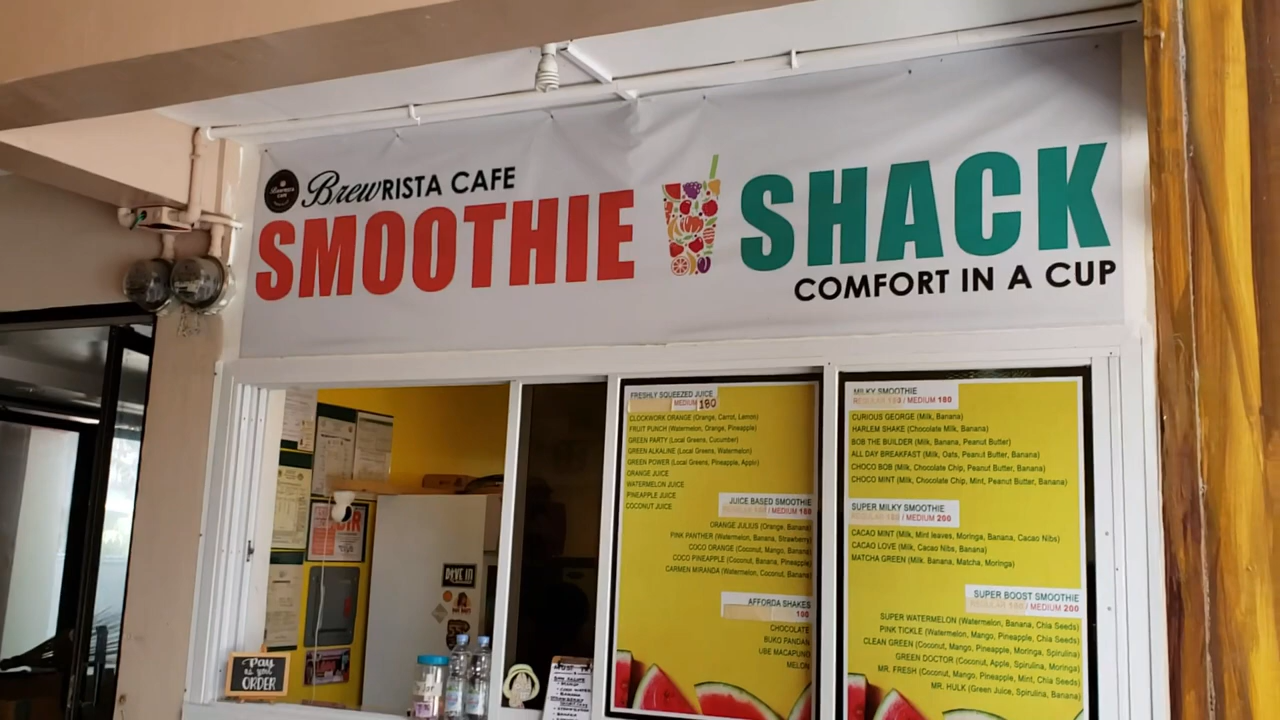 BrewRISTA CAFE
SMOOTHIE SHACK
COMFORT IN A CUP
FRESHLY SQUEEZED JUICE
MEDIUM 180
CLOCKWORK ORANGE (Orange, Carrot, Lemon)
FRUIT PUNCH (Watermelon, Orange, Pineapple)
GREEN PARTY (Local Greens, Cucumber)
GREEN ALKALINE (Local Greens, Watermelon)
GREEN POWER (Local Greens, Pineapple, Apple)
ORANGE JUICE
WATERMELON JUICE
PINEAPPLE JUICE
COCONUT JUICE
JUICE BASED SMOOTHIE
/ MEDIUM 180
ORANGE JULIUS (Orange, Banana)
PINK PANTHER (Watermelon, Banana, Strawberry)
COCO ORANGE (Coconut, Mango, Banana)
COCO PINEAPPLE (Coconut, Banana, Pineapple)
CARMEN MIRANDA (Watermelon, Coconut, Banana)
AFFORDA SHAKES
100
CHOCOLATE
BUKO PANDAN
UBE MACAPUNO
MELON
MILKY SMOOTHIE
REGULAR / MEDIUM 180
CURIOUS GEORGE (Milk, Banana)
HARLEM SHAKE (Chocolate Milk, Banana)
BOB THE BUILDER (Milk, Banana, Peanut Butter)
ALL DAY BREAKFAST (Milk, Oats, Peanut Butter, Banana)
CHOCO BOB (Milk, Chocolate Chip, Peanut Butter, Banana)
CHOCO MINT (Milk, Chocolate Chip, Mint, Peanut Butter, Banana)
SUPER MILKY SMOOTHIE
REGULAR / MEDIUM 200
CACAO MINT (Milk, Mint leaves, Moringa, Banana, Cacao Nibs)
CACAO LOVE (Milk, Cacao Nibs, Banana)
MATCHA GREEN (Milk. Banana, Matcha, Moringa)
SUPER BOOST SMOOTHIE
REGULAR / MEDIUM 200
SUPER WATERMELON (Watermelon, Banana, Chia Seeds)
PINK TICKLE (Watermelon, Mango, Pineapple, Chia Seeds)
CLEAN GREEN (Coconut, Mango, Pineapple, Moringa, Spirulina)
GREEN DOCTOR (Coconut, Apple, Spirulina, Moringa)
MR. FRESH (Coconut, Mango, Pineapple, Mint, Chia Seeds)
MR. HULK (Green Juice, Spirulina, Banana)
DIVE IN
Pay
as you
ORDER